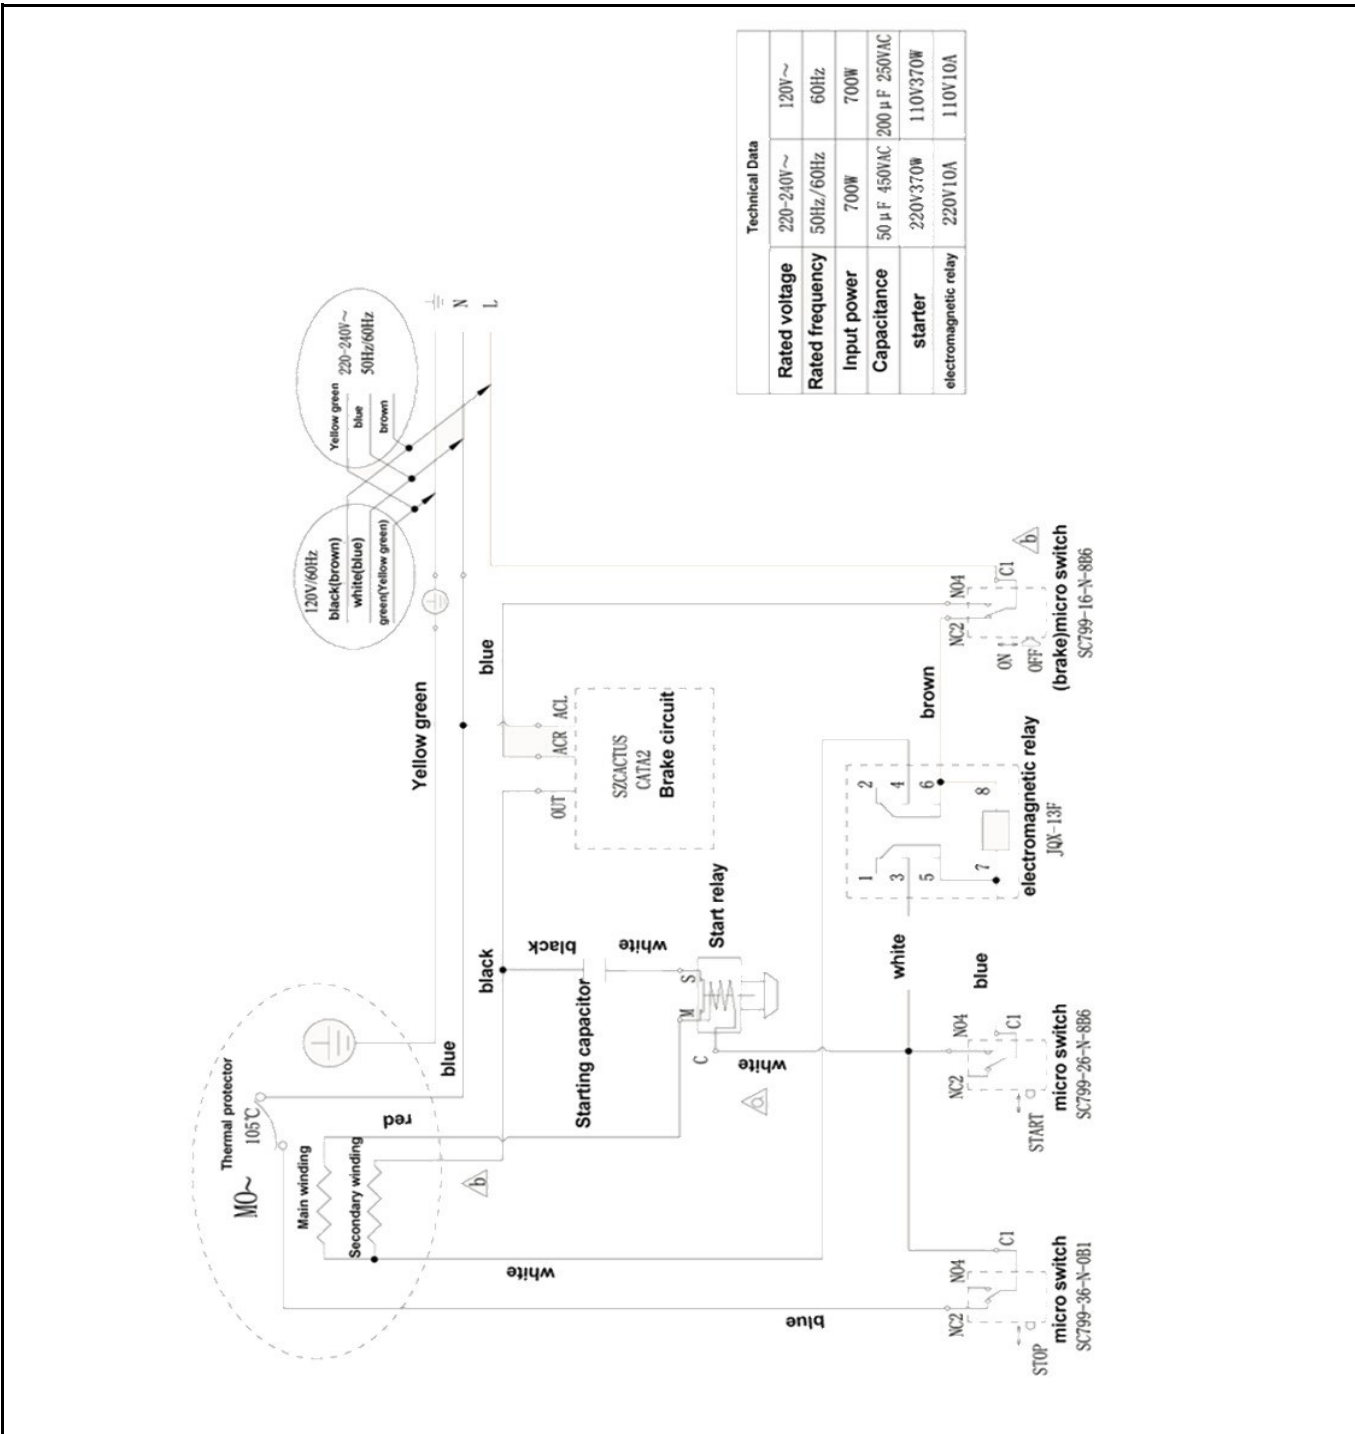 Technical Data
Rated voltage 220-240V~ 120V~
Rated frequency 50Hz/60Hz 60Hz
Input power 700W 700W
Capacitance 50μF 450VAC 200μF 250VAC
starter 220V370W 110V370W
electromagnetic relay 220V10A 110V10A
220-240V~
50Hz/60Hz
Yellow green
blue
brown
120V/60Hz
black(brown)
white(blue)
green(Yellow green)
N
L
Yellow green
blue
MO~
Thermal protector
105℃
Main winding
Secondary winding
blue
red
black
b
white
blue
OUT
ACR
ACL
SZCACTUS
CATA2
Brake circuit
black
white
Starting capacitor
Start relay
S
M
C
white
a
NC2
NO4
C1
b
ON
OFF
(brake)micro switch
SC799-16-N-8B6
brown
1
2
3
4
5
6
7
8
electromagnetic relay
JQX-13F
white
blue
NC2
NO4
C1
START
micro switch
SC799-26-N-8B6
NC2
NO4
C1
STOP
micro switch
SC799-36-N-0B1